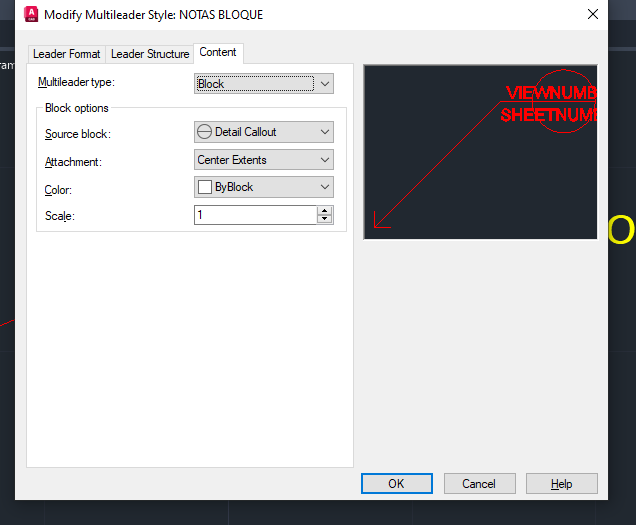 Modify Multileader Style: NOTAS BLOQUE
Leader Format
Leader Structure
Content
Multileader type:
Block
Block options
Source block:
Detail Callout
Attachment:
Center Extents
Color:
ByBlock
Scale:
1
VIEWNUMB
SHEETNUMB
OK
Cancel
Help